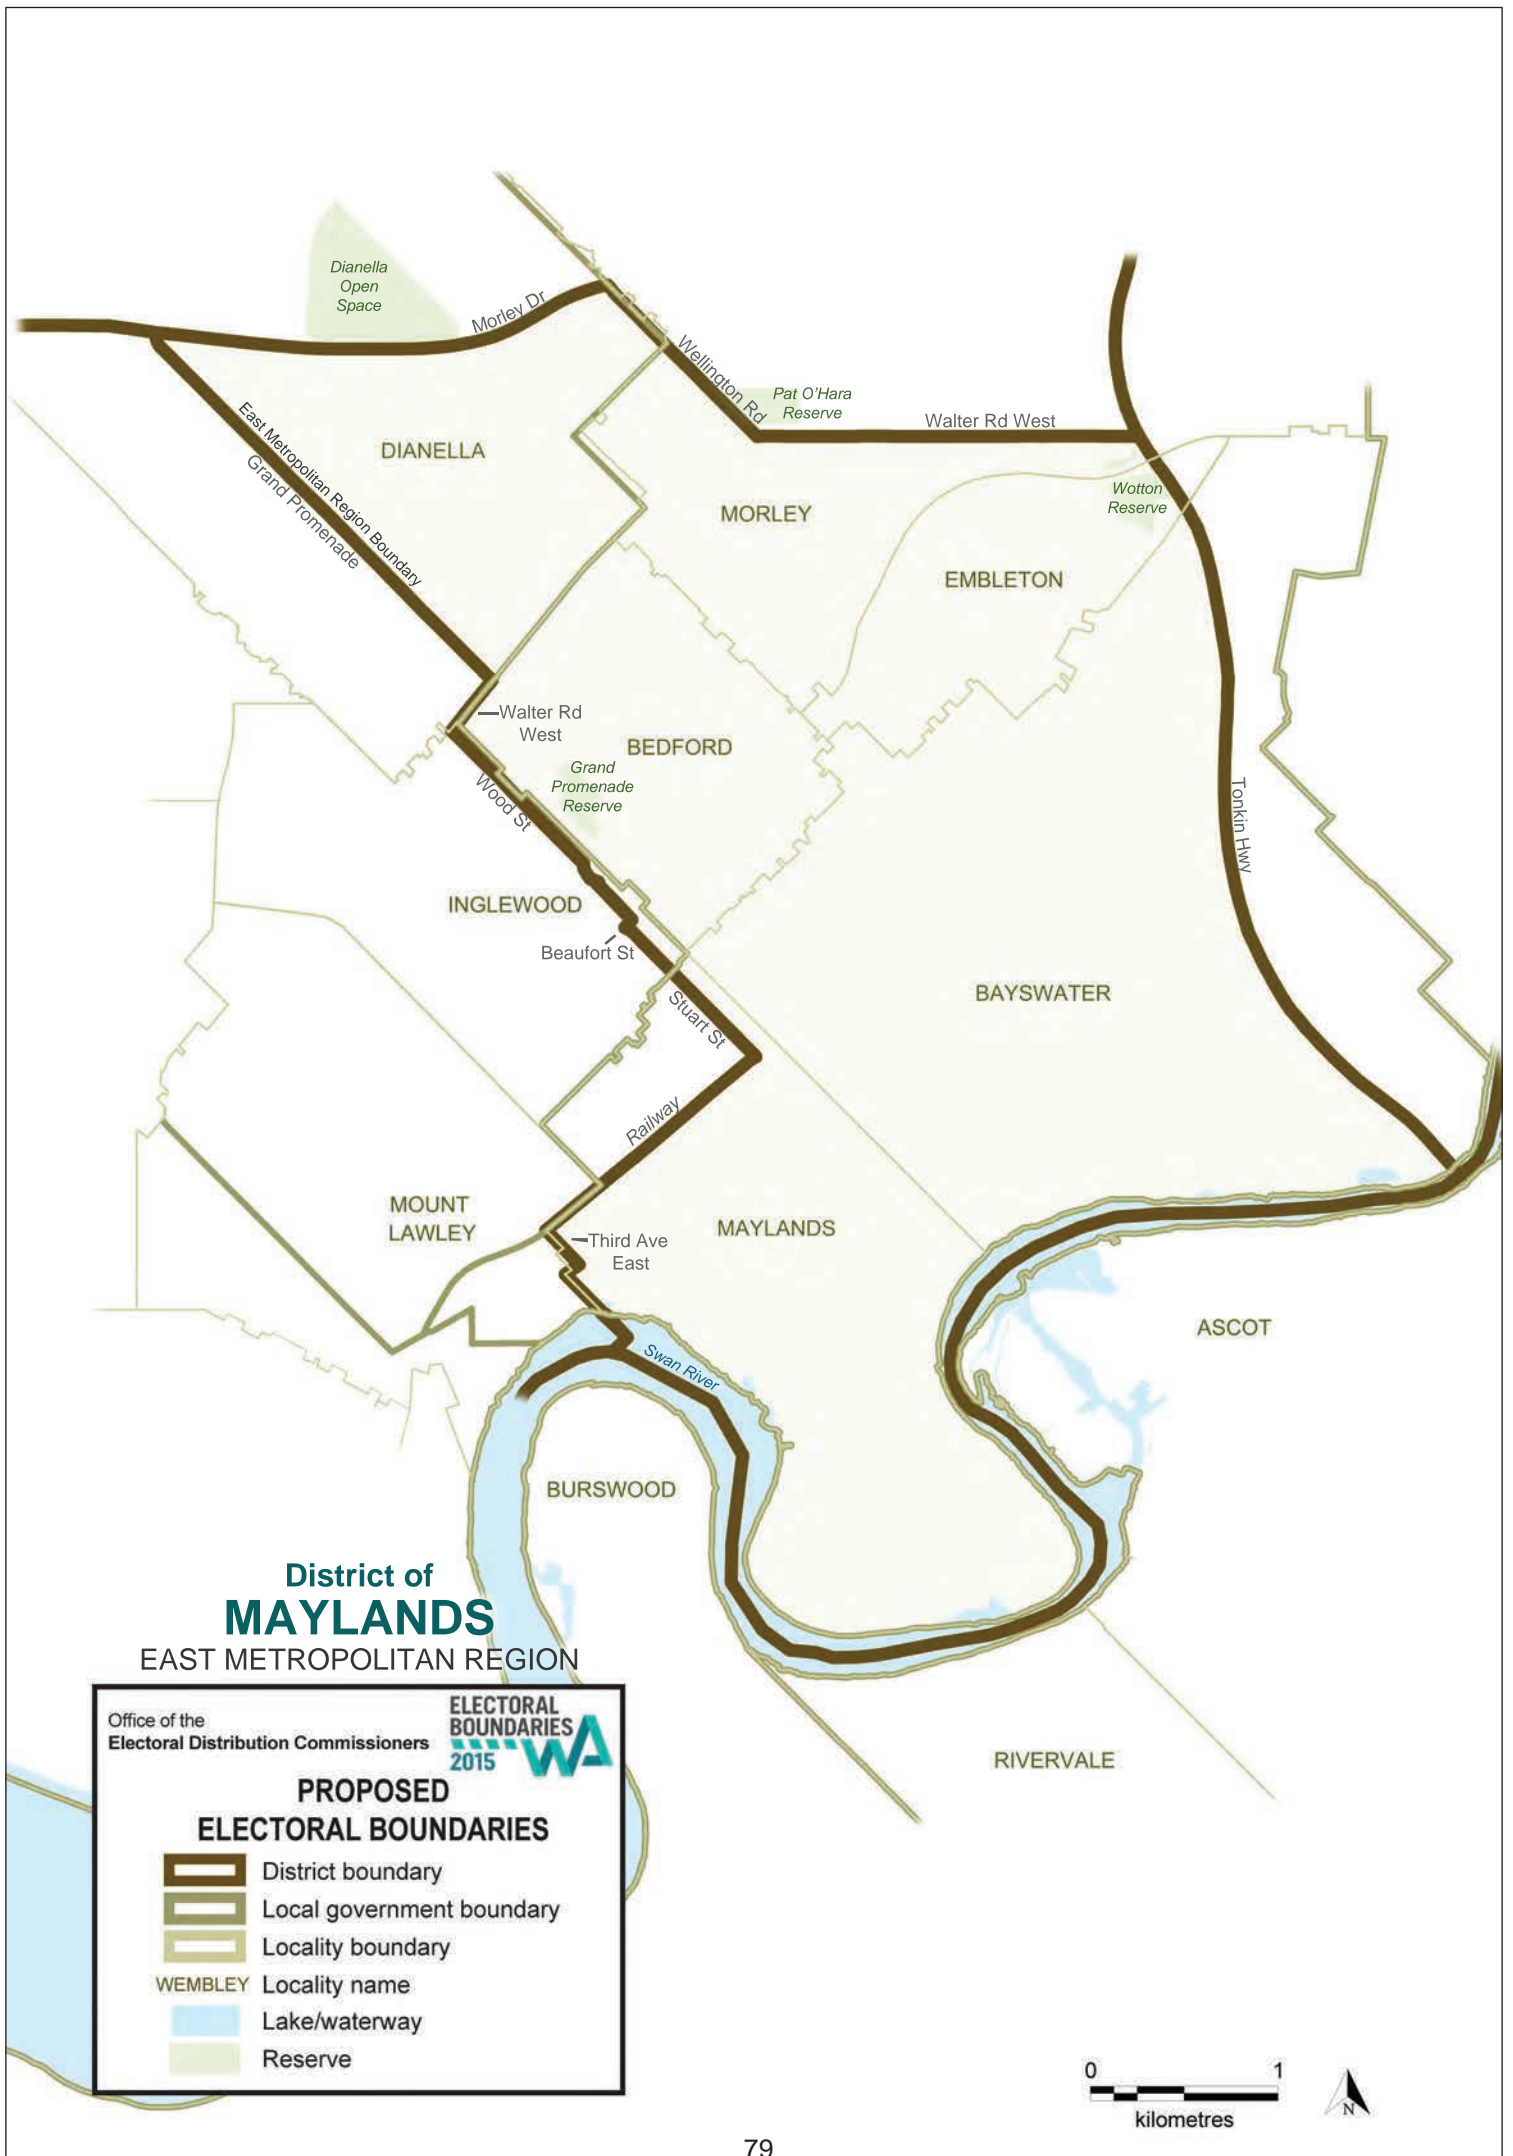 Dianella
Open
Space
Morley Dr
Wellington Rd
Pat O'Hara
Reserve
Walter Rd West
East Metropolitan Region Boundary
Grand Promenade
DIANELLA
MORLEY
Wotton
Reserve
EMBLETON
Walter Rd
West
BEDFORD
Grand
Promenade
Reserve
Wood St
Tonkin Hwy
INGLEWOOD
Beaufort St
BAYSWATER
Stuart St
Railway
MOUNT
LAWLEY
MAYLANDS
Third Ave
East
ASCOT
Swan River
BURSWOOD
District of
MAYLANDS
EAST METROPOLITAN REGION
RIVERVALE
Office of the
Electoral Distribution Commissioners
ELECTORAL
BOUNDARIES
2015 WA
PROPOSED
ELECTORAL BOUNDARIES
District boundary
Local government boundary
Locality boundary
WEMBLEY Locality name
Lake/waterway
Reserve
0 1
kilometres
N
79